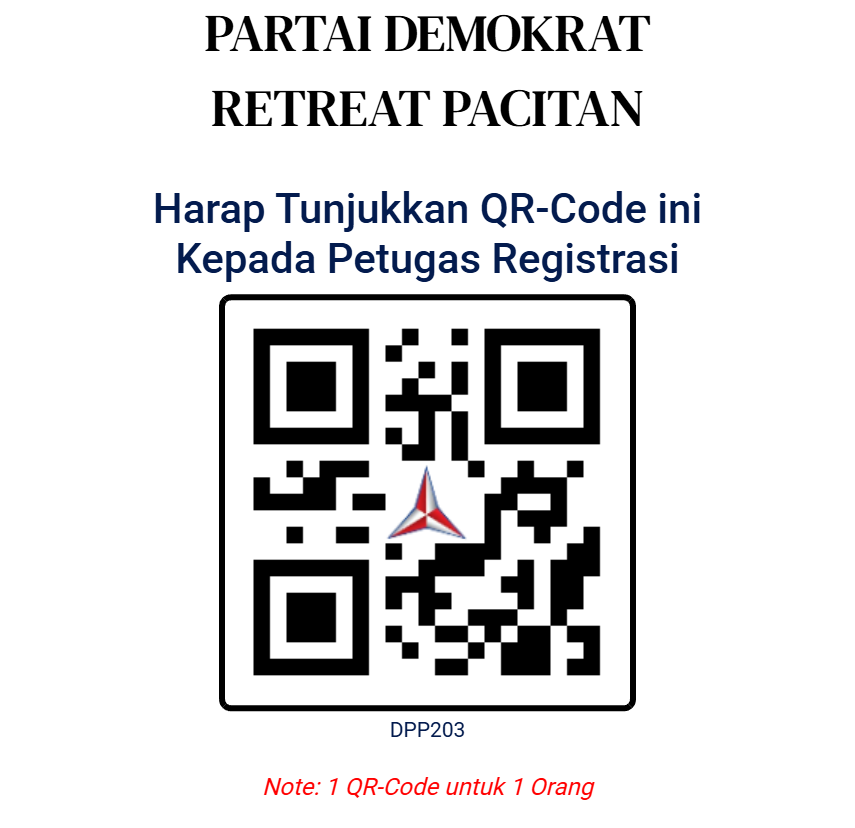 PARTAI DEMOKRAT
RETREAT PACITAN
Harap Tunjukkan QR-Code ini
Kepada Petugas Registrasi
DPP203
Note: 1 QR-Code untuk 1 Orang